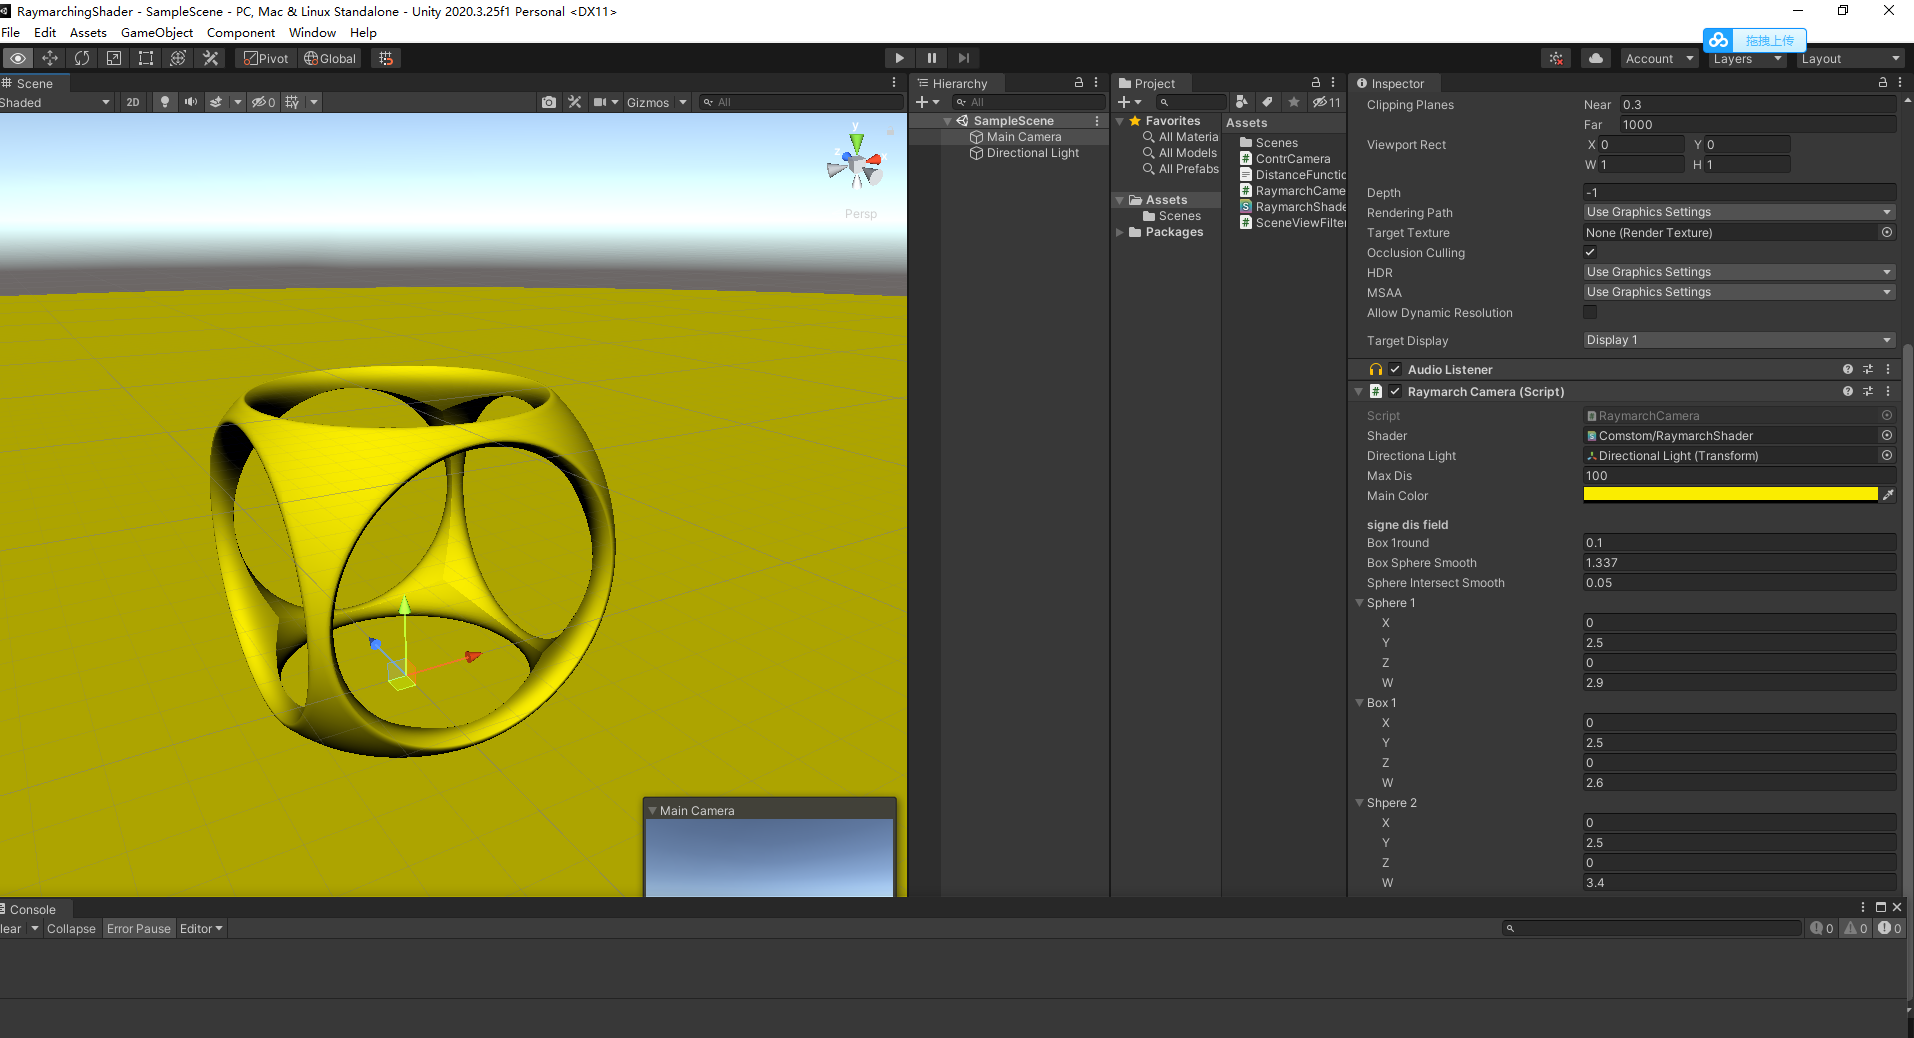 RaymarchingShader - SampleScene - PC, Mac & Linux Standalone - Unity 2020.3.25f1 Personal <DX11>
File Edit Assets GameObject Component Window Help
拖拽上传
Pivot Global Account Layers Layout
Scene
Shaded 2D 0 Gizmos All
y
x
z
Persp
Main Camera
Hierarchy
All
SampleScene
Main Camera
Directional Light
Project
11
Favorites
All Materia
All Models
All Prefabs
Assets
Scenes
Packages
Assets
Scenes
ContrCamera
DistanceFunctic
RaymarchCame
RaymarchShade
SceneViewFilter
Inspector
Clipping Planes Near 0.3
Far 1000
Viewport Rect X 0 Y 0
W 1 H 1
Depth -1
Rendering Path Use Graphics Settings
Target Texture None (Render Texture)
Occlusion Culling
HDR Use Graphics Settings
MSAA Use Graphics Settings
Allow Dynamic Resolution
Target Display Display 1
Audio Listener
Raymarch Camera (Script)
Script RaymarchCamera
Shader Comstom/RaymarchShader
Directiona Light Directional Light (Transform)
Max Dis 100
Main Color
signe dis field
Box 1round 0.1
Box Sphere Smooth 1.337
Sphere Intersect Smooth 0.05
Sphere 1
X 0
Y 2.5
Z 0
W 2.9
Box 1
X 0
Y 2.5
Z 0
W 2.6
Shpere 2
X 0
Y 2.5
Z 0
W 3.4
Console
lear Collapse Error Pause Editor 0 0 0